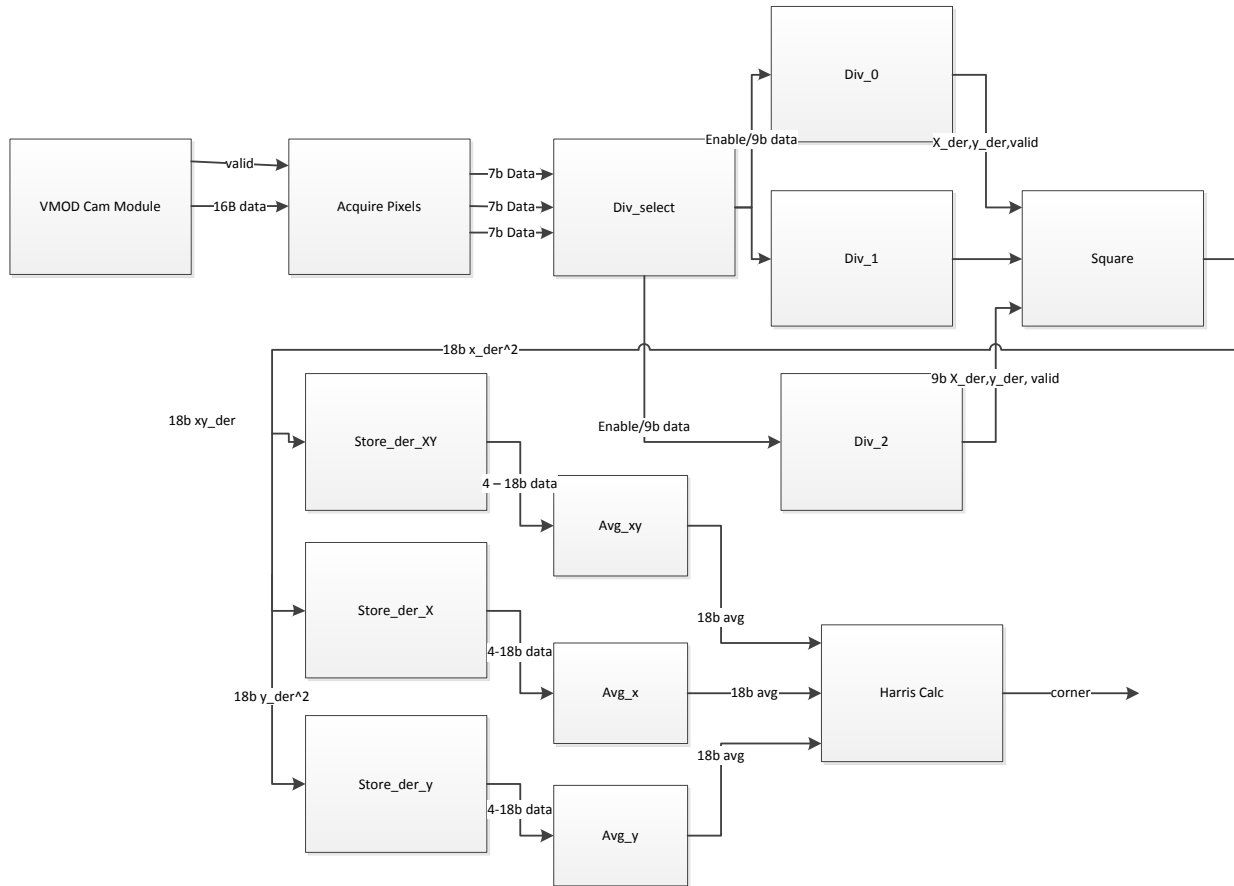 Div_0
Enable/9b data
X_der,y_der,valid
valid
VMOD Cam Module
16B data
Acquire Pixels
7b Data
7b Data
7b Data
Div_select
Div_1
Square
18b x_der^2
9b X_der,y_der, valid
18b xy_der
Store_der_XY
Enable/9b data
Div_2
4 – 18b data
Avg_xy
Store_der_X
18b avg
4-18b data
18b y_der^2
Avg_x
18b avg
Harris Calc
corner
18b avg
Store_der_y
4-18b data
Avg_y